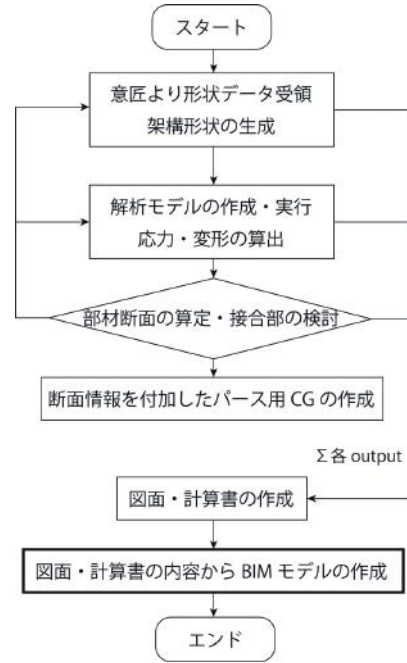 スタート
意匠より形状データ受領
架構形状の生成
解析モデルの作成・実行
応力・変形の算出
部材断面の算定・接合部の検討
断面情報を付加したパース用 CG の作成
Σ各 output
図面・計算書の作成
図面・計算書の内容から BIM モデルの作成
エンド